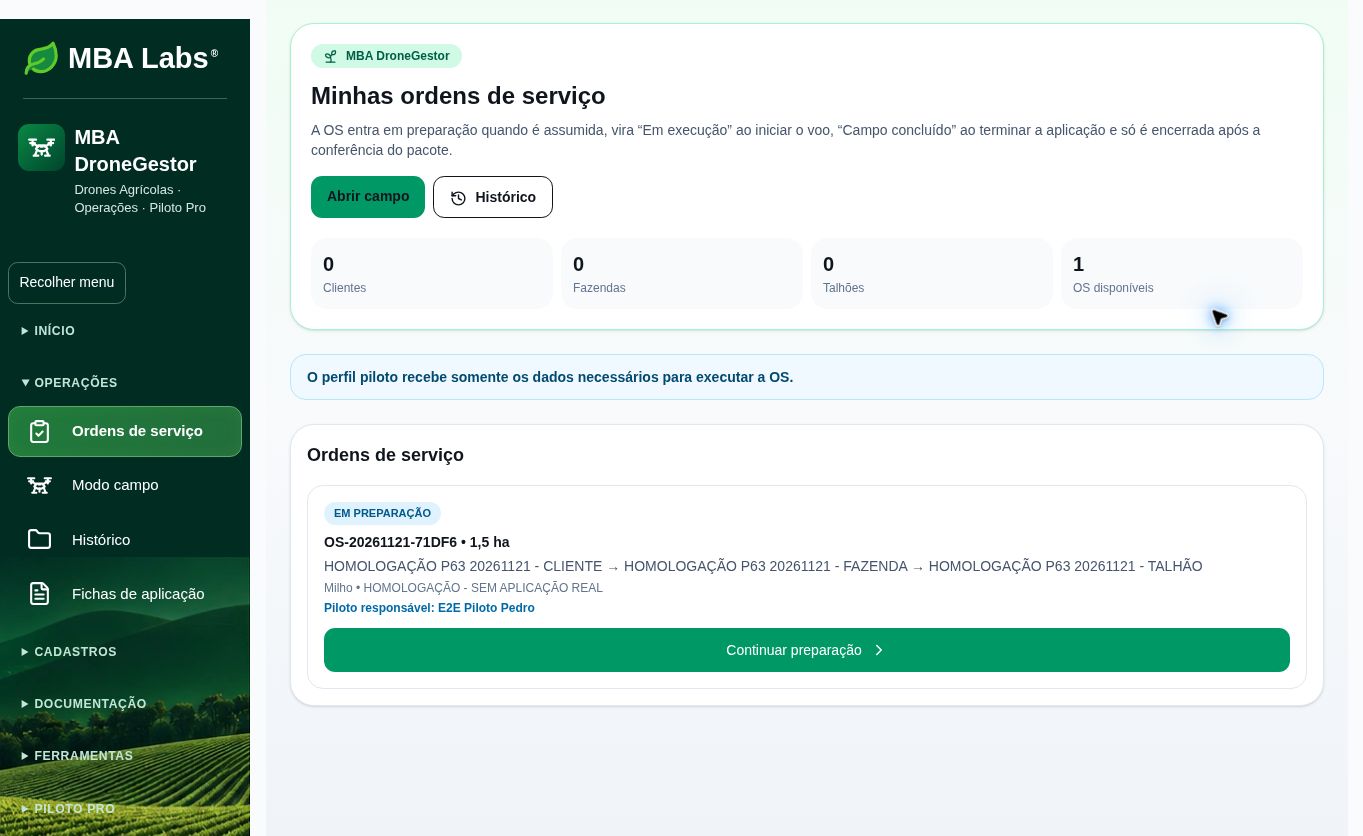 MBA Labs®
MBA
DroneGestor
Drones Agrícolas ·
Operações · Piloto Pro
Recolher menu
INÍCIO
OPERAÇÕES
Ordens de serviço
Modo campo
Histórico
Fichas de aplicação
CADASTROS
DOCUMENTAÇÃO
FERRAMENTAS
PILOTO PRO
MBA DroneGestor
Minhas ordens de serviço
A OS entra em preparação quando é assumida, vira “Em execução” ao iniciar o voo, “Campo concluído” ao terminar a aplicação e só é encerrada após a
conferência do pacote.
Abrir campo
Histórico
0
Clientes
0
Fazendas
0
Talhões
1
OS disponíveis
O perfil piloto recebe somente os dados necessários para executar a OS.
Ordens de serviço
EM PREPARAÇÃO
OS-20261121-71DF6 • 1,5 ha
HOMOLOGAÇÃO P63 20261121 - CLIENTE → HOMOLOGAÇÃO P63 20261121 - FAZENDA → HOMOLOGAÇÃO P63 20261121 - TALHÃO
Milho • HOMOLOGAÇÃO - SEM APLICAÇÃO REAL
Piloto responsável: E2E Piloto Pedro
Continuar preparação